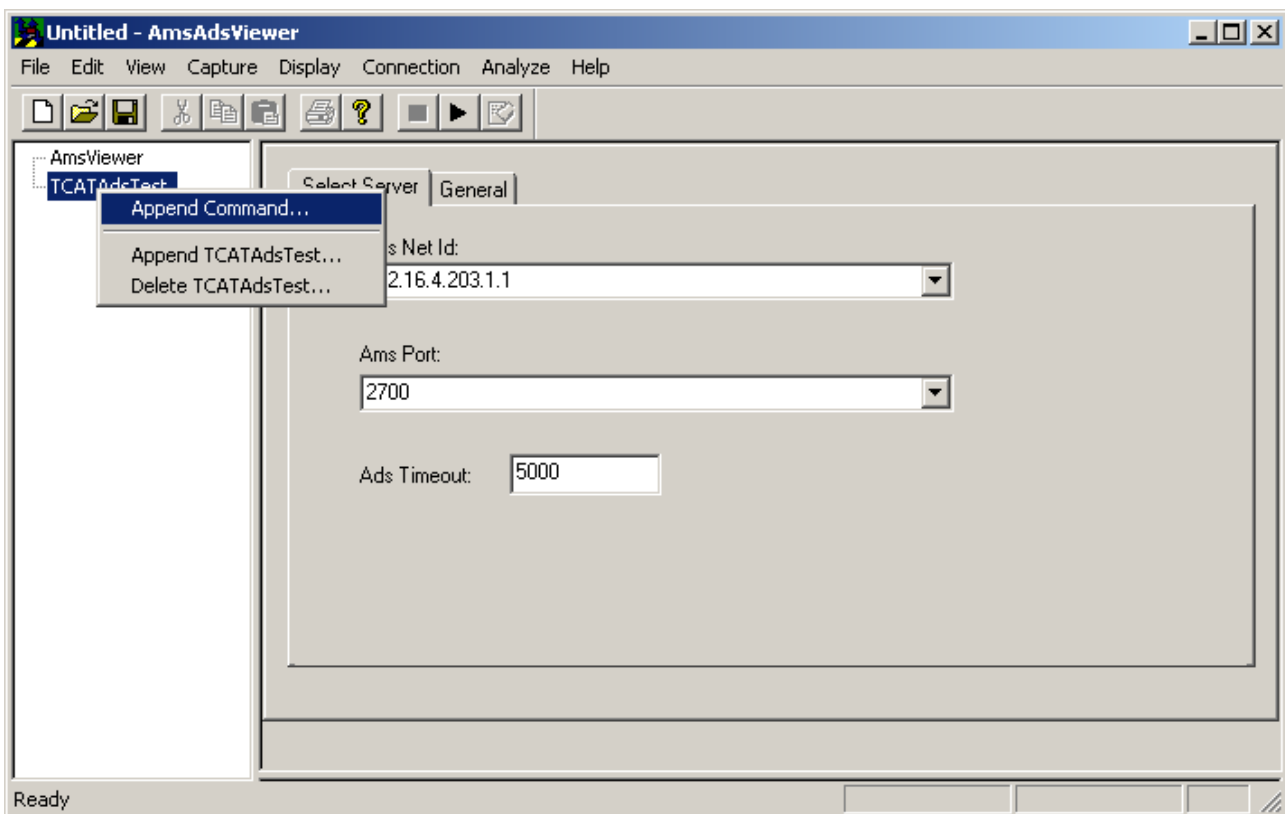 Untitled - AmsAdsViewer
File Edit View Capture Display Connection Analyze Help
AmsViewer
TCATAdsTest
Append Command...
Append TCATAdsTest...
Delete TCATAdsTest...
Select Server General
s Net Id:
2.16.4.203.1.1
Ams Port:
2700
Ads Timeout: 5000
Ready